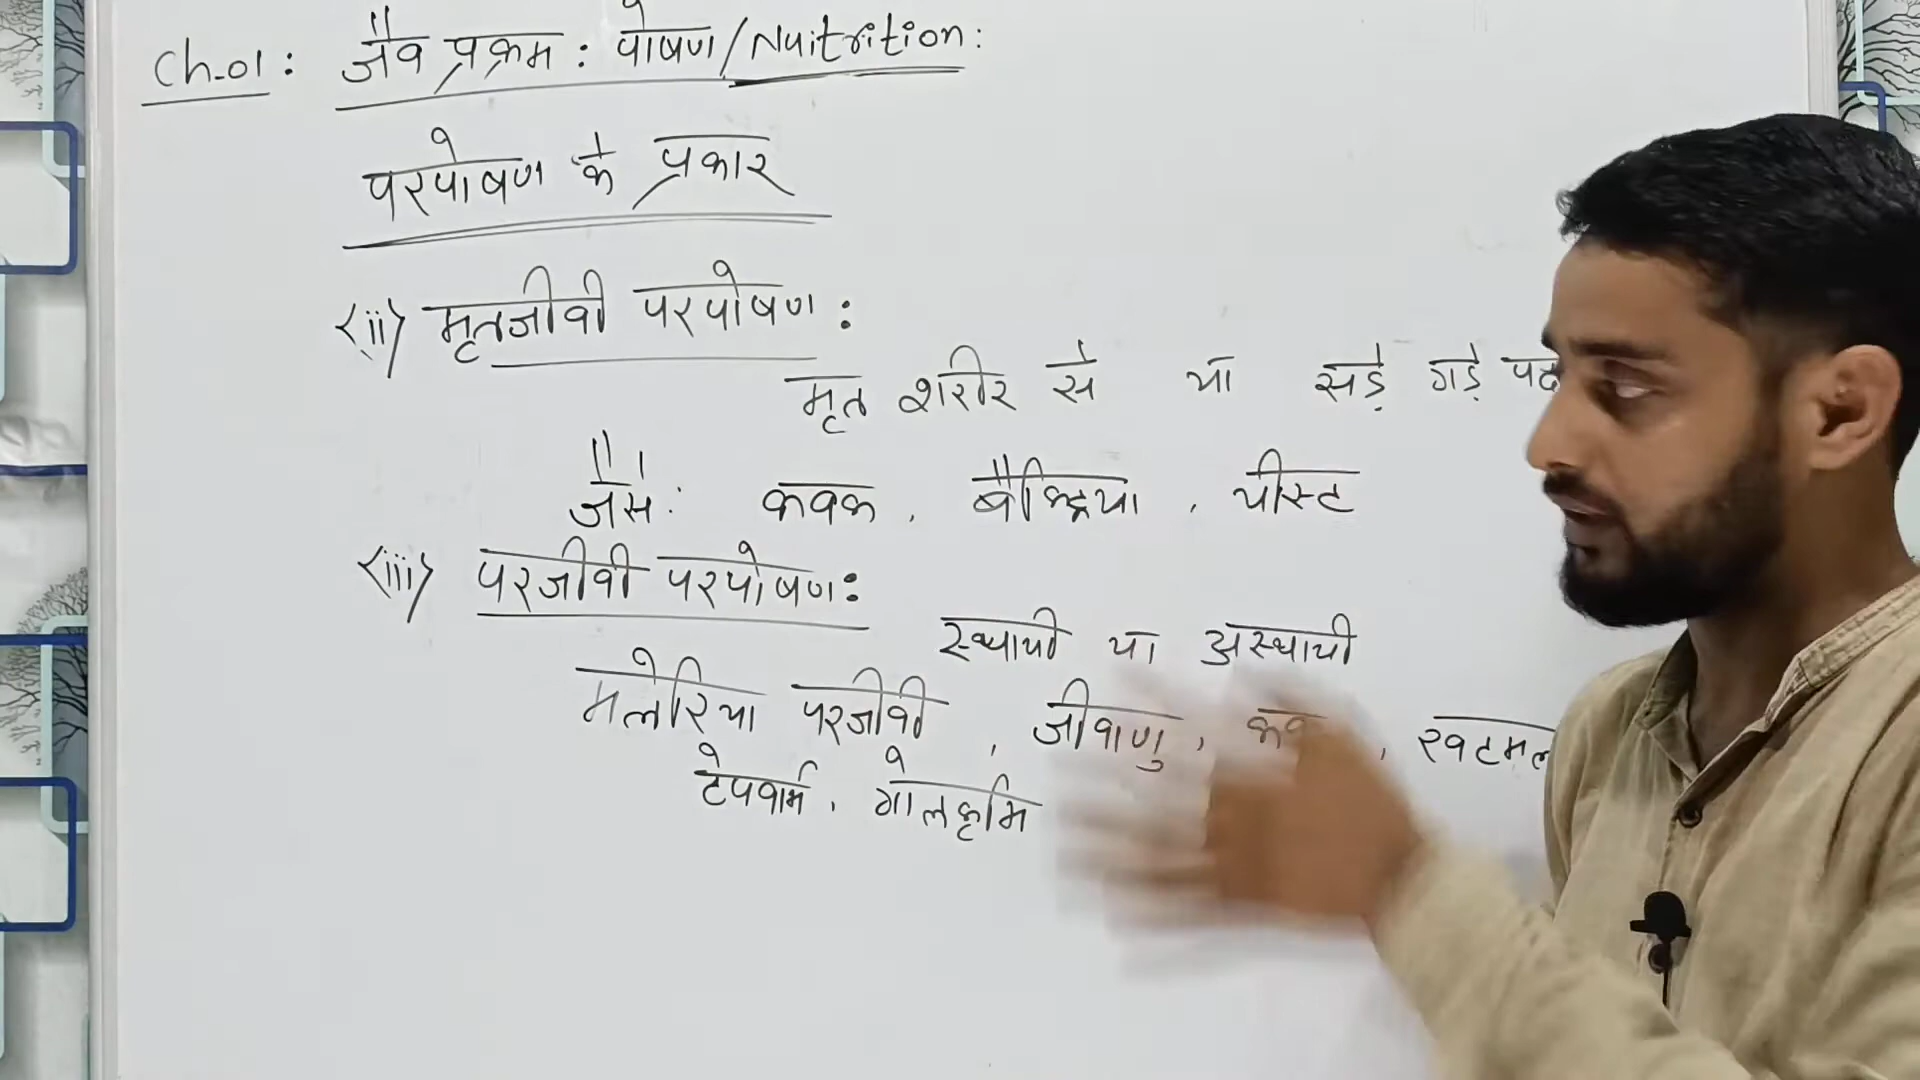 Ch-01: जैव प्रक्रम: पोषण/Nuitrition:
परपोषण के प्रकार
<ii> मृतजीवी परपोषण:
मृत शरीर से या सड़े गड़े
जैसे: कवक, बैक्ट्रिया, यीस्ट
<iii> परजीवी परपोषण:
स्थायी या अस्थायी
मलेरिया परजीवी, जीवाणु, खटमल
टेपवार्म, गोलकृमि